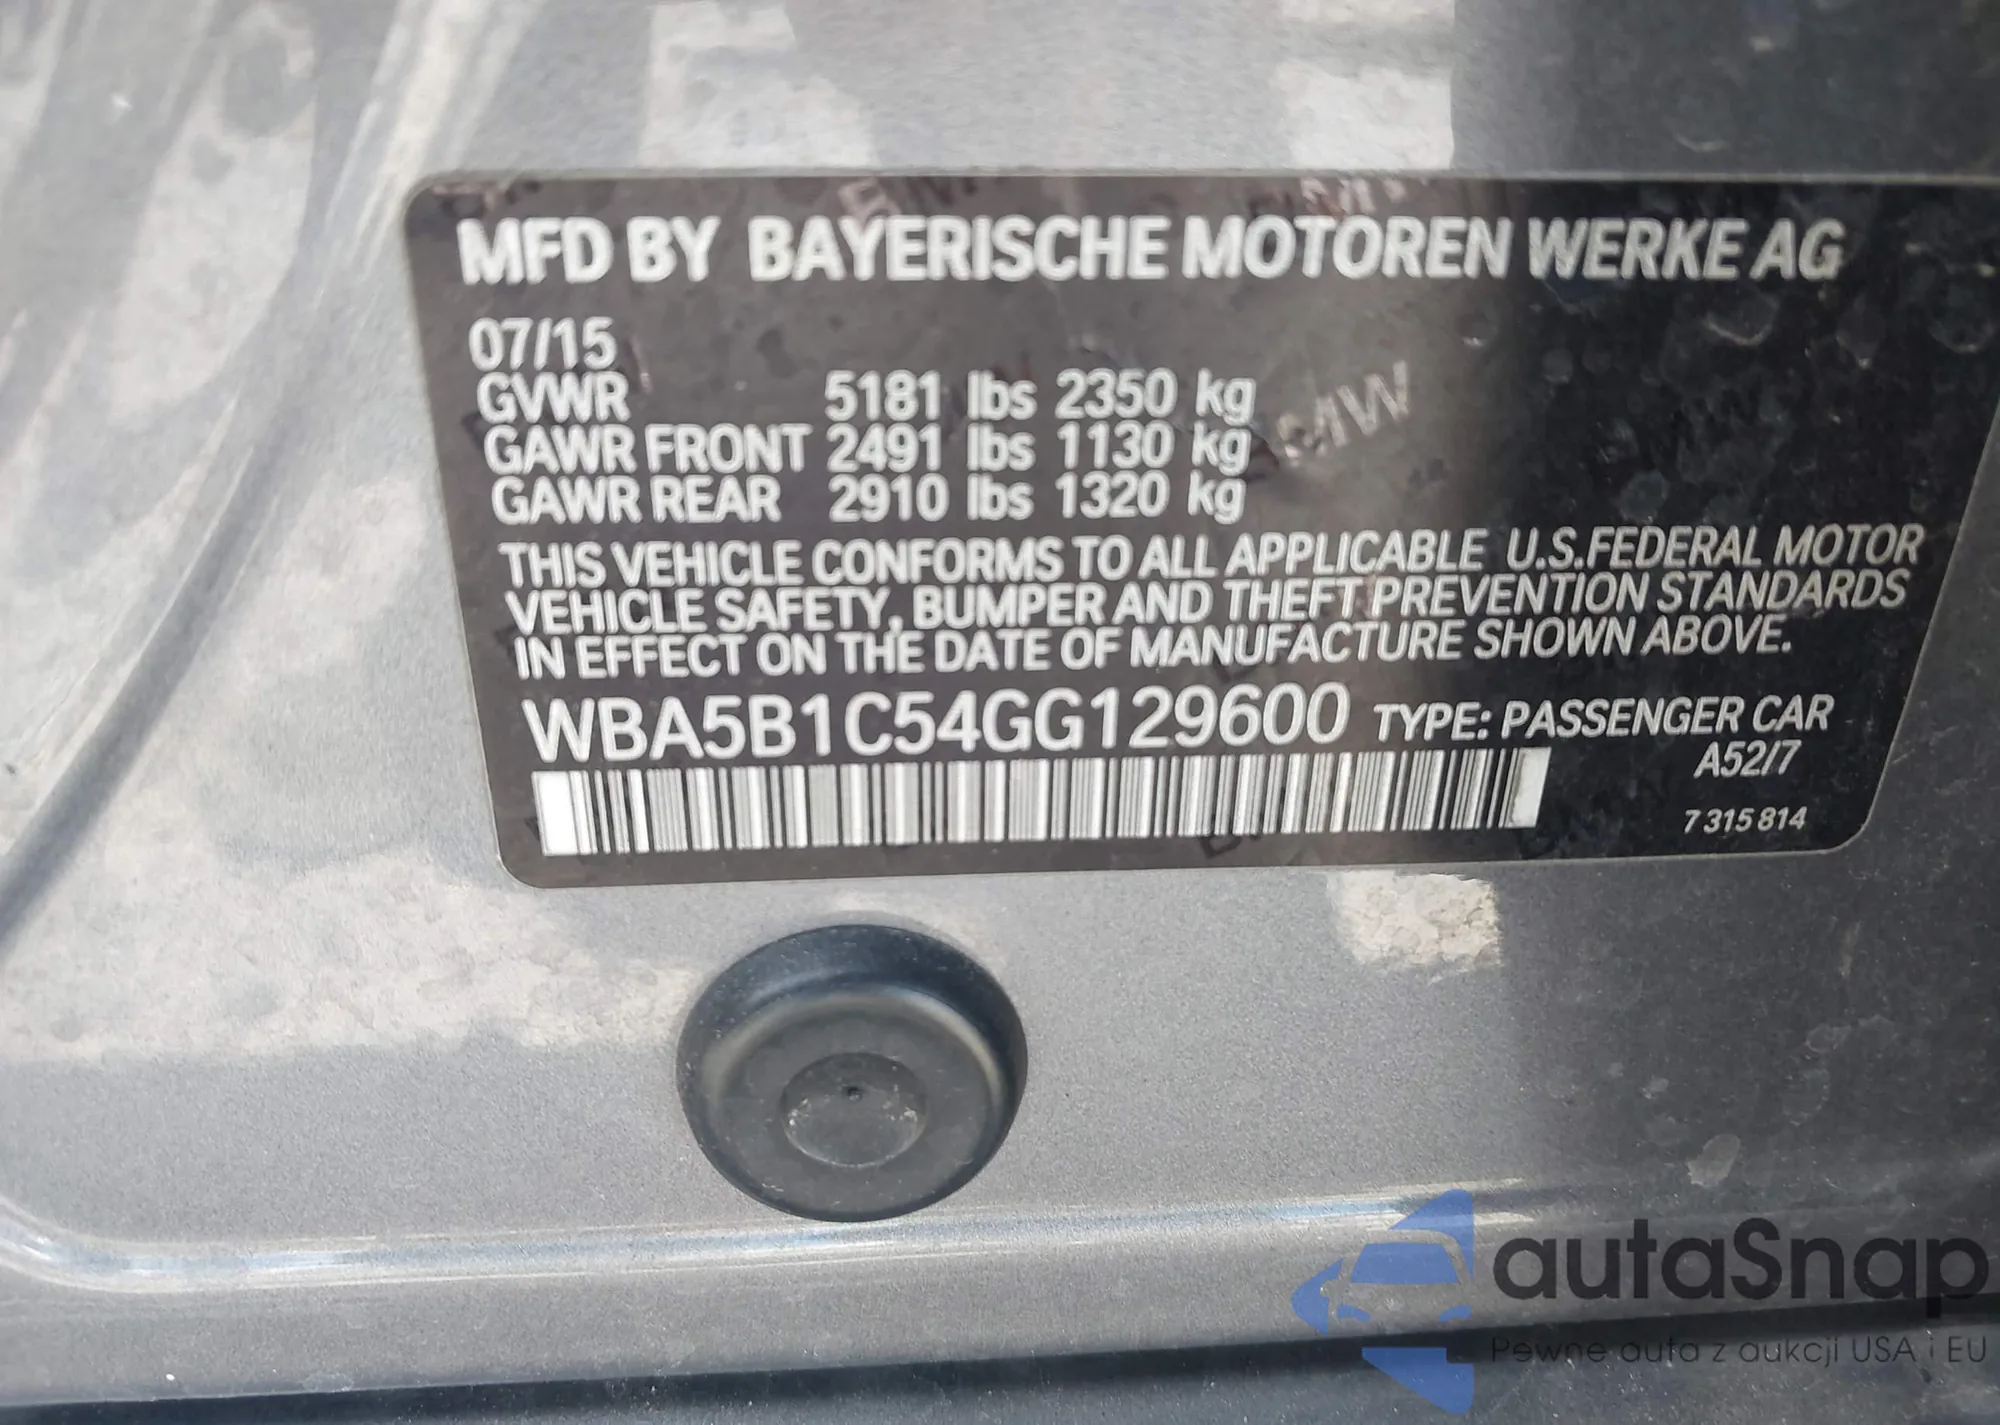 MFD BY BAYERISCHE MOTOREN WERKE AG
07/15
GVWR 5181 lbs 2350 kg
GAWR FRONT 2491 lbs 1130 kg
GAWR REAR 2910 lbs 1320 kg
THIS VEHICLE CONFORMS TO ALL APPLICABLE U.S.FEDERAL MOTOR
VEHICLE SAFETY, BUMPER AND THEFT PREVENTION STANDARDS
IN EFFECT ON THE DATE OF MANUFACTURE SHOWN ABOVE.
WBA5B1C54GG129600 TYPE: PASSENGER CAR
A52/7
7 315 814
BMW
autaSnap
Pewne auta z aukcji USA i EU